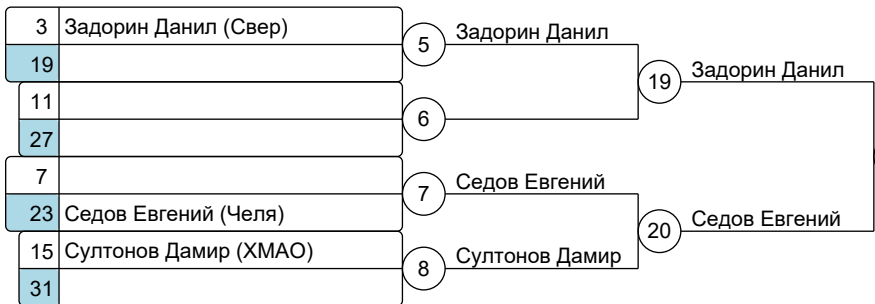 3 Задорин Данил (Свер)
5 Задорин Данил
19
19 Задорин Данил
11
6
27
7
7 Седов Евгений
23 Седов Евгений (Челя)
20 Седов Евгений
15 Султонов Дамир (ХМАО)
8 Султонов Дамир
31